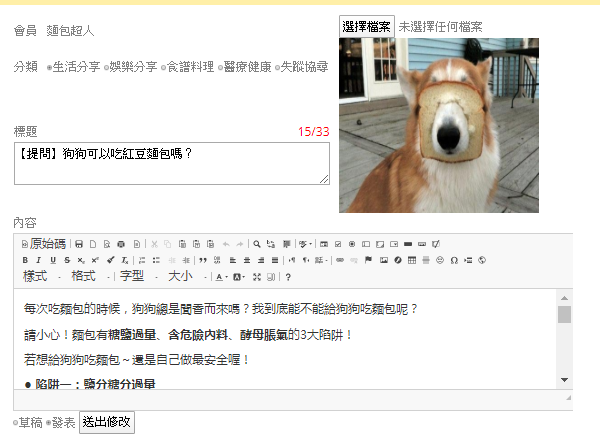 會員 麵包超人
選擇檔案 未選擇任何檔案
分類 生活分享 娛樂分享 食譜料理 醫療健康 失蹤協尋
標題 15/33
【提問】狗狗可以吃紅豆麵包嗎？
內容
原始碼
樣式 格式 字型 大小
每次吃麵包的時候，狗狗總是聞香而來嗎？我到底能不能給狗狗吃麵包呢？
請小心！麵包有糖鹽過量、含危險內料、酵母脹氣的3大陷阱！
若想給狗狗吃麵包～還是自己做最安全喔！
● 陷阱一：鹽分糖分過量
草稿 發表 送出修改